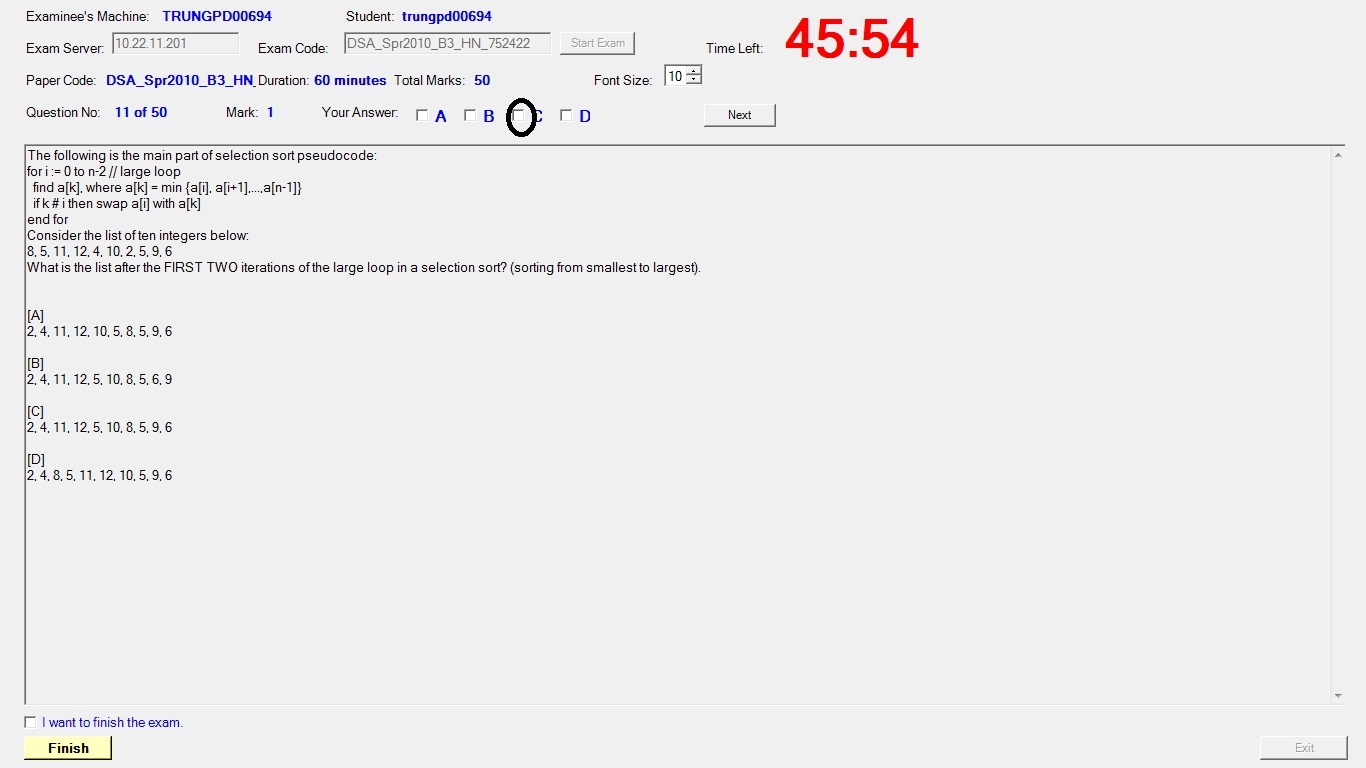 Examinee's Machine: TRUNGPD00694 Student: trungpd00694
Exam Server: 10.22.11.201 Exam Code: DSA_Spr2010_B3_HN_752422 Start Exam Time Left: 45:54
Paper Code: DSA_Spr2010_B3_HN_ Duration: 60 minutes Total Marks: 50 Font Size: 10
Question No: 11 of 50 Mark: 1 Your Answer: A B C D Next
The following is the main part of selection sort pseudocode:
for i := 0 to n-2 // large loop
find a[k], where a[k] = min {a[i], a[i+1],...,a[n-1]}
if k # i then swap a[i] with a[k]
end for
Consider the list of ten integers below:
8, 5, 11, 12, 4, 10, 2, 5, 9, 6
What is the list after the FIRST TWO iterations of the large loop in a selection sort? (sorting from smallest to largest).
[A]
2, 4, 11, 12, 10, 5, 8, 5, 9, 6
[B]
2, 4, 11, 12, 5, 10, 8, 5, 6, 9
[C]
2, 4, 11, 12, 5, 10, 8, 5, 9, 6
[D]
2, 4, 8, 5, 11, 12, 10, 5, 9, 6
I want to finish the exam.
Finish Exit